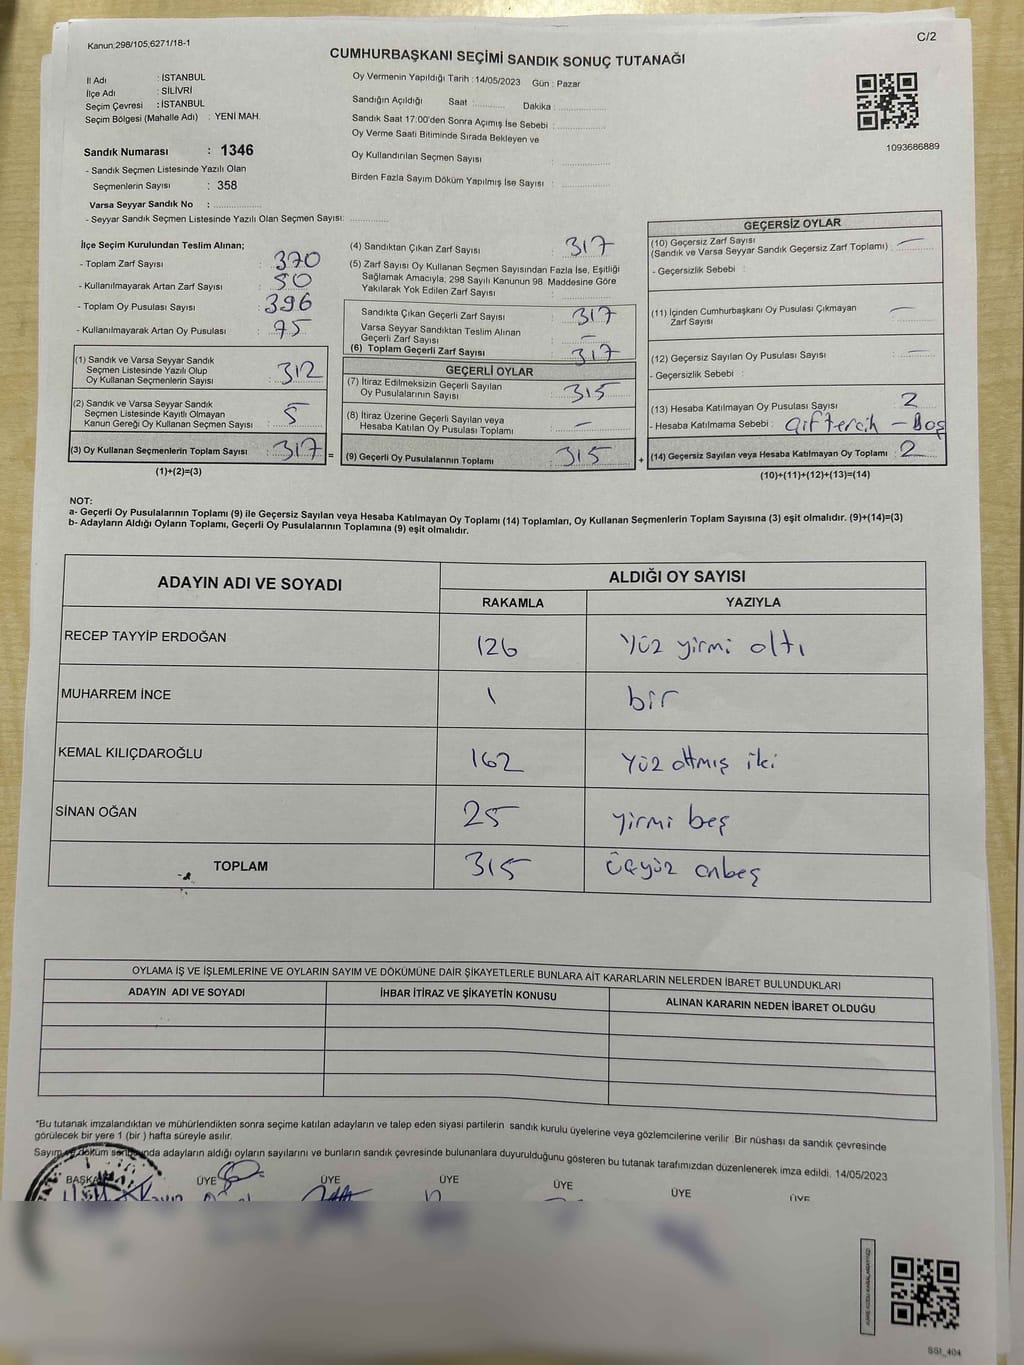 Kanun;298/105,6271/18-1
C/2
CUMHURBAŞKANI SEÇİMİ SANDIK SONUÇ TUTANAĞI
İl Adı : İSTANBUL
İlçe Adı : SİLİVRİ
Seçim Çevresi : İSTANBUL
Seçim Bölgesi (Mahalle Adı) : YENİ MAH.
Sandık Numarası : 1346
- Sandık Seçmen Listesinde Yazılı Olan
Seçmenlerin Sayısı : 358
Varsa Seyyar Sandık No :
- Seyyar Sandık Seçmen Listesinde Yazılı Olan Seçmen Sayısı:
Oy Vermenin Yapıldığı Tarih : 14/05/2023 Gün : Pazar
Sandığın Açıldığı Saat : Dakika :
Sandık Saat 17:00'den Sonra Açımış İse Sebebi :
Oy Verme Saati Bitiminde Sırada Bekleyen ve
Oy Kullandırılan Seçmen Sayısı :
Birden Fazla Sayım Döküm Yapılmış İse Sayısı :
1093686889
İlçe Seçim Kurulundan Teslim Alınan;
- Toplam Zarf Sayısı : 370
- Kullanılmayarak Artan Zarf Sayısı : 50
- Toplam Oy Pusulası Sayısı : 396
- Kullanılmayarak Artan Oy Pusulası : 75
(1) Sandık ve Varsa Seyyar Sandık
Seçmen Listesinde Yazılı Olup
Oy Kullanan Seçmenlerin Sayısı : 312
(2) Sandık ve Varsa Seyyar Sandık
Seçmen Listesinde Kayıtlı Olmayan
Kanun Gereği Oy Kullanan Seçmen Sayısı : 5
(3) Oy Kullanan Seçmenlerin Toplam Sayısı : 317 =
(1)+(2)=(3)
(4) Sandıktan Çıkan Zarf Sayısı : 317
(5) Zarf Sayısı Oy Kullanan Seçmen Sayısından Fazla İse, Eşitliği
Sağlamak Amacıyla, 298 Sayılı Kanunun 98. Maddesine Göre
Yakılarak Yok Edilen Zarf Sayısı :
Sandıkta Çıkan Geçerli Zarf Sayısı : 317
Varsa Seyyar Sandıktan Teslim Alınan
Geçerli Zarf Sayısı : —
(6) Toplam Geçerli Zarf Sayısı : 317
GEÇERLİ OYLAR
(7) İtiraz Edilmeksizin Geçerli Sayılan
Oy Pusulalarının Sayısı : 315
(8) İtiraz Üzerine Geçerli Sayılan veya
Hesaba Katılan Oy Pusulası Toplamı : —
(9) Geçerli Oy Pusulalarının Toplamı : 315 +
GEÇERSİZ OYLAR
(10) Geçersiz Zarf Sayısı : —
(Sandık ve Varsa Seyyar Sandık Geçersiz Zarf Toplamı)
- Geçersizlik Sebebi :
(11) İçinden Cumhurbaşkanı Oy Pusulası Çıkmayan : —
Zarf Sayısı
(12) Geçersiz Sayılan Oy Pusulası Sayısı : —
- Geçersizlik Sebebi :
(13) Hesaba Katılmayan Oy Pusulası Sayısı : 2
- Hesaba Katılmama Sebebi : Çift tercih - Boş
(14) Geçersiz Sayılan veya Hesaba Katılmayan Oy Toplamı : 2
(10)+(11)+(12)+(13)=(14)
NOT:
a- Geçerli Oy Pusulalarının Toplamı (9) ile Geçersiz Sayılan veya Hesaba Katılmayan Oy Toplamı (14) Toplamları, Oy Kullanan Seçmenlerin Toplam Sayısına (3) eşit olmalıdır. (9)+(14)=(3)
b- Adayların Aldığı Oyların Toplamı, Geçerli Oy Pusulalarının Toplamına (9) eşit olmalıdır.
ADAYIN ADI VE SOYADI ALDIĞI OY SAYISI
RAKAMLA YAZIYLA
RECEP TAYYİP ERDOĞAN 126 Yüz yirmi altı
MUHARREM İNCE 1 bir
KEMAL KILIÇDAROĞLU 162 Yüz altmış iki
SİNAN OĞAN 25 yirmi beş
TOPLAM 315 üçyüz onbeş
OYLAMA İŞ VE İŞLEMLERİNE VE OYLARIN SAYIM VE DÖKÜMÜNE DAİR ŞİKAYETLERLE BUNLARA AİT KARARLARIN NELERDEN İBARET BULUNDUKLARI
ADAYIN ADI VE SOYADI İHBAR İTİRAZ VE ŞİKAYETİN KONUSU ALINAN KARARIN NEDEN İBARET OLDUĞU
*Bu tutanak imzalandıktan ve mühürlendikten sonra seçime katılan adayların ve talep eden siyasi partilerin sandık kurulu üyelerine veya gözlemcilerine verilir. Bir nüshası da sandık çevresinde
görülecek bir yere 1 (bir ) hafta süreyle asılır.
Sayım ve döküm sonunda adayların aldığı oyların sayıları ve bunların sandık çevresinde bulunanlara duyurulduğunu gösteren bu tutanak tarafımızdan düzenlenerek imza edildi. 14/05/2023
BAŞKAN ÜYE ÜYE ÜYE ÜYE ÜYE ÜYE
SSI_404